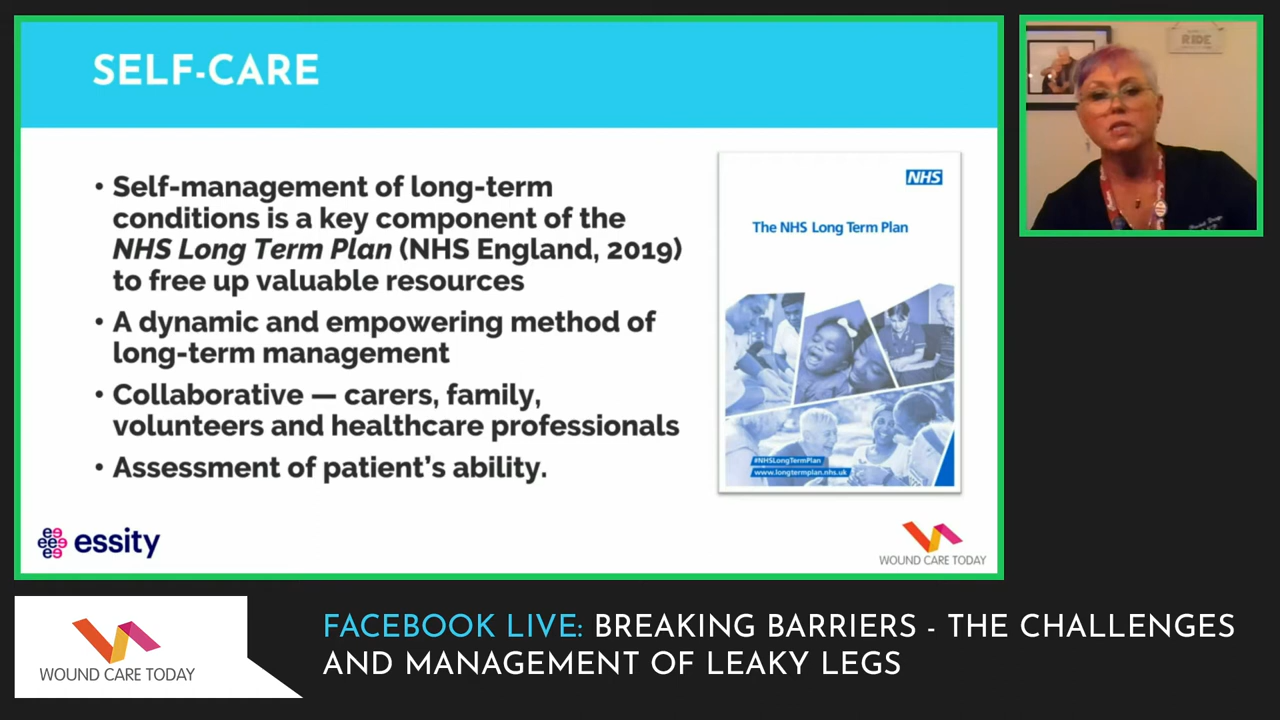 SELF-CARE
• Self-management of long-term
conditions is a key component of the
NHS Long Term Plan (NHS England, 2019)
to free up valuable resources
• A dynamic and empowering method of
long-term management
• Collaborative — carers, family,
volunteers and healthcare professionals
• Assessment of patient's ability.
NHS
The NHS Long Term Plan
#NHSLongTermPlan
www.longtermplan.nhs.uk
essity
WOUND CARE TODAY
RIDE
WOUND CARE TODAY
FACEBOOK LIVE: BREAKING BARRIERS - THE CHALLENGES
AND MANAGEMENT OF LEAKY LEGS